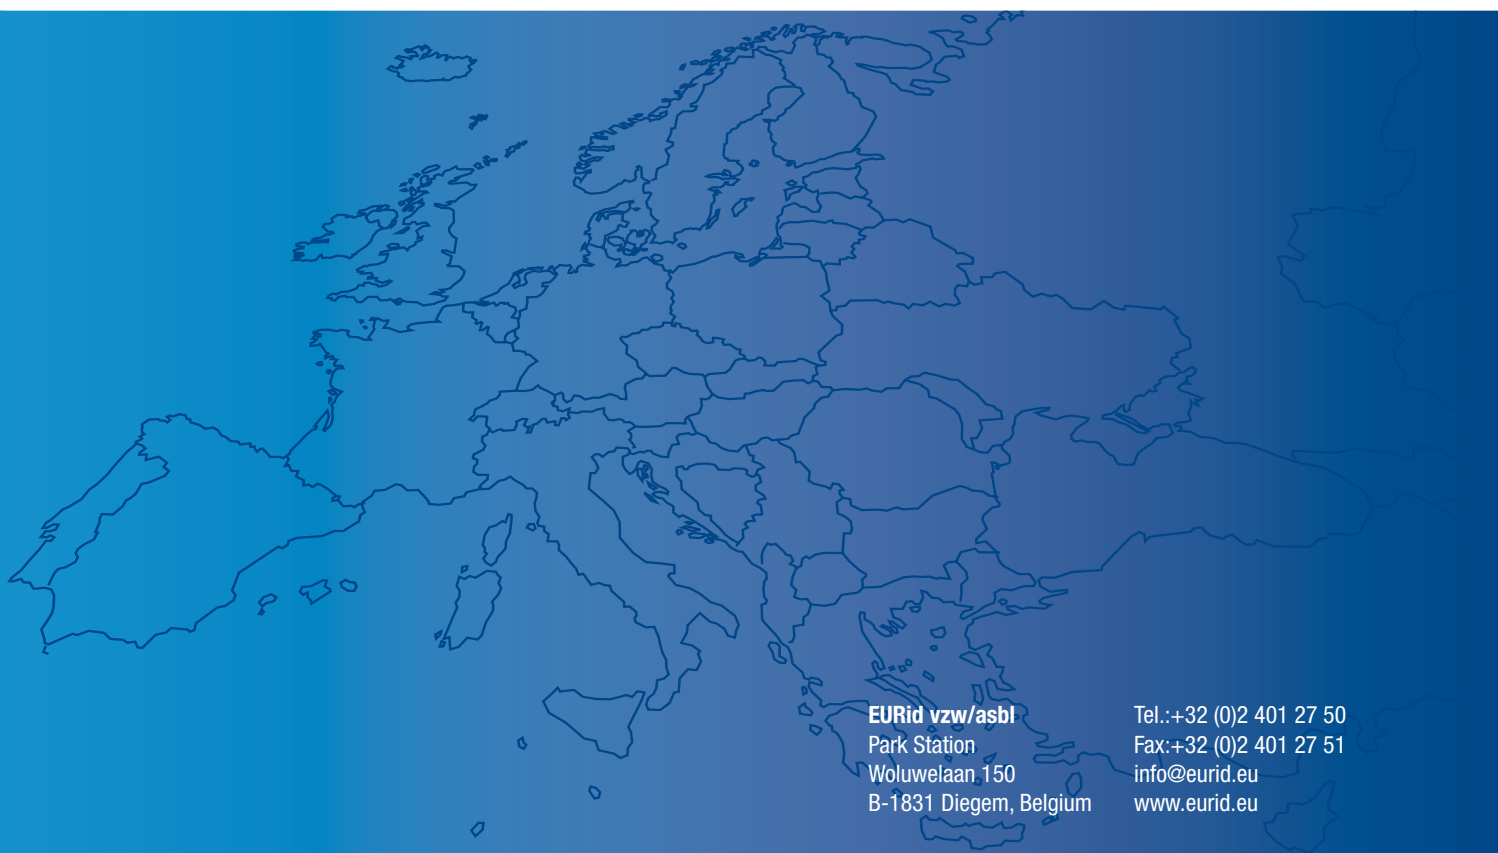 EURid vzw/asbl
Park Station
Woluwelaan 150
B-1831 Diegem, Belgium
Tel.:+32 (0)2 401 27 50
Fax:+32 (0)2 401 27 51
info@eurid.eu
www.eurid.eu